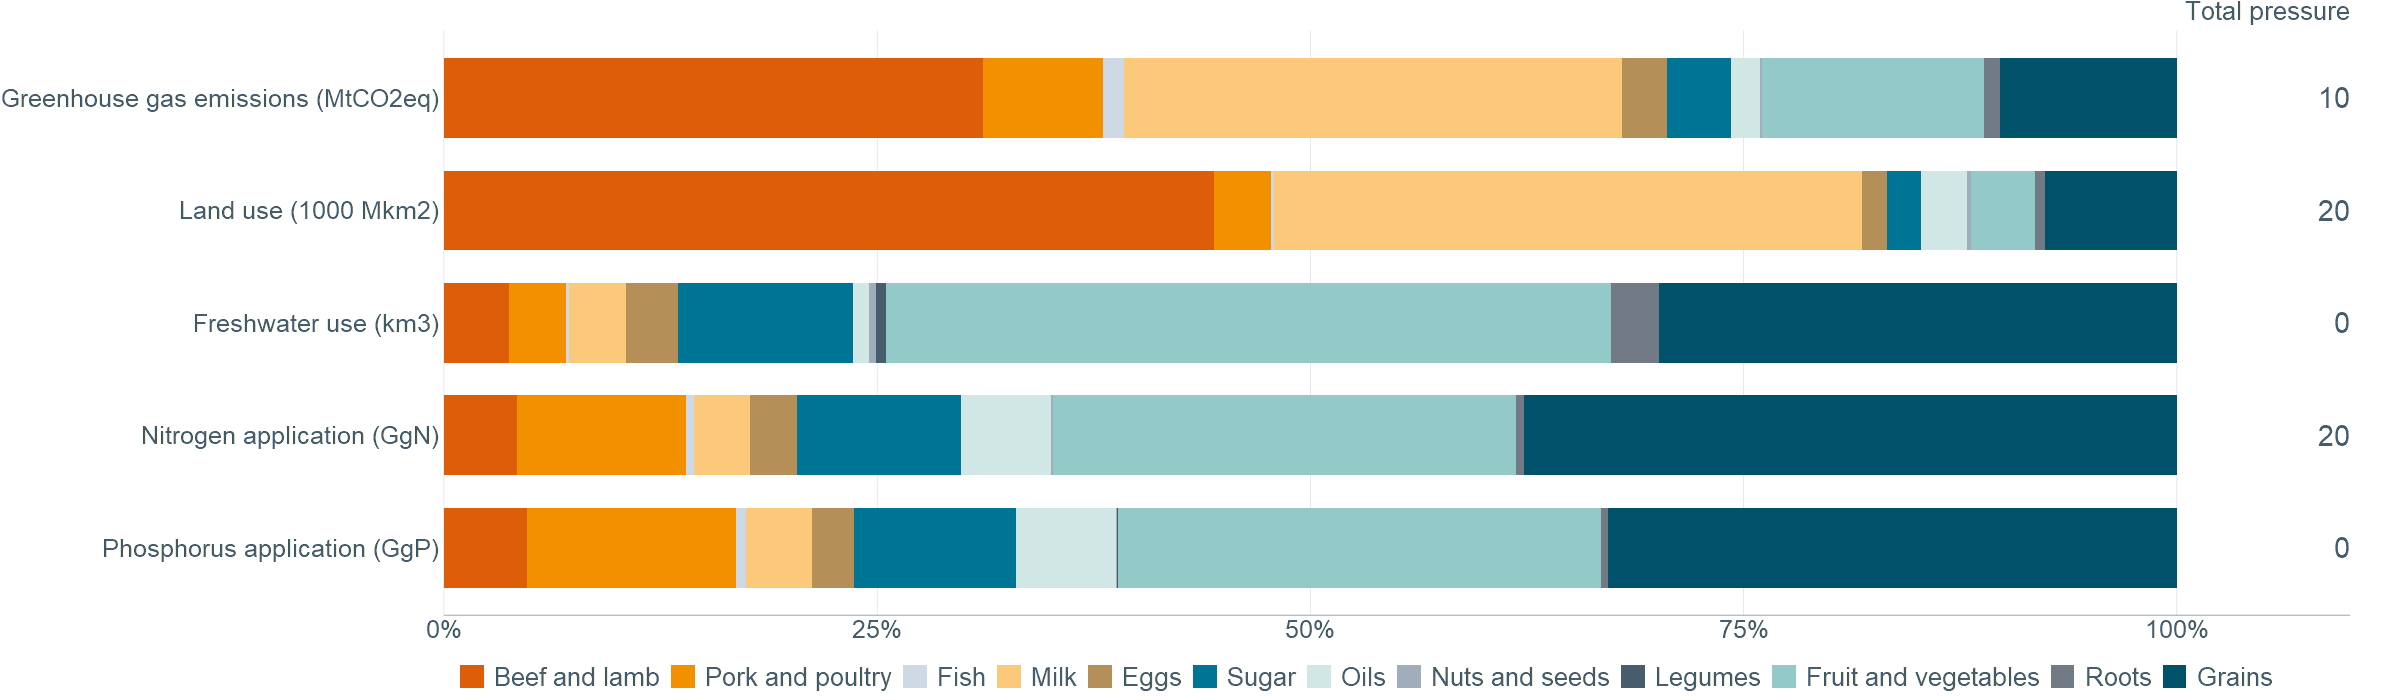 Total pressure
Greenhouse gas emissions (MtCO2eq) 10
Land use (1000 Mkm2) 20
Freshwater use (km3) 0
Nitrogen application (GgN) 20
Phosphorus application (GgP) 0
0% 25% 50% 75% 100%
Beef and lamb Pork and poultry Fish Milk Eggs Sugar Oils Nuts and seeds Legumes Fruit and vegetables Roots Grains